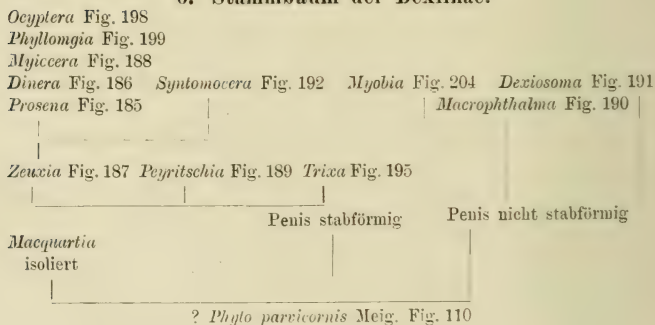 6. Stammbaum der Dexiinae.
Ocyptera Fig. 198
Phyllomgia Fig. 199
Myiccera Fig. 188
Dinera Fig. 186 Syntomocera Fig. 192 Myobia Fig. 204 Dexiosoma Fig. 191
Prosena Fig. 185 Macrophthalma Fig. 190
Zeuxia Fig. 187 Peyritschia Fig. 189 Trixa Fig. 195
Penis stabförmig Penis nicht stabförmig
Macquartia
isoliert
? Phyto parvicornis Meig. Fig. 110